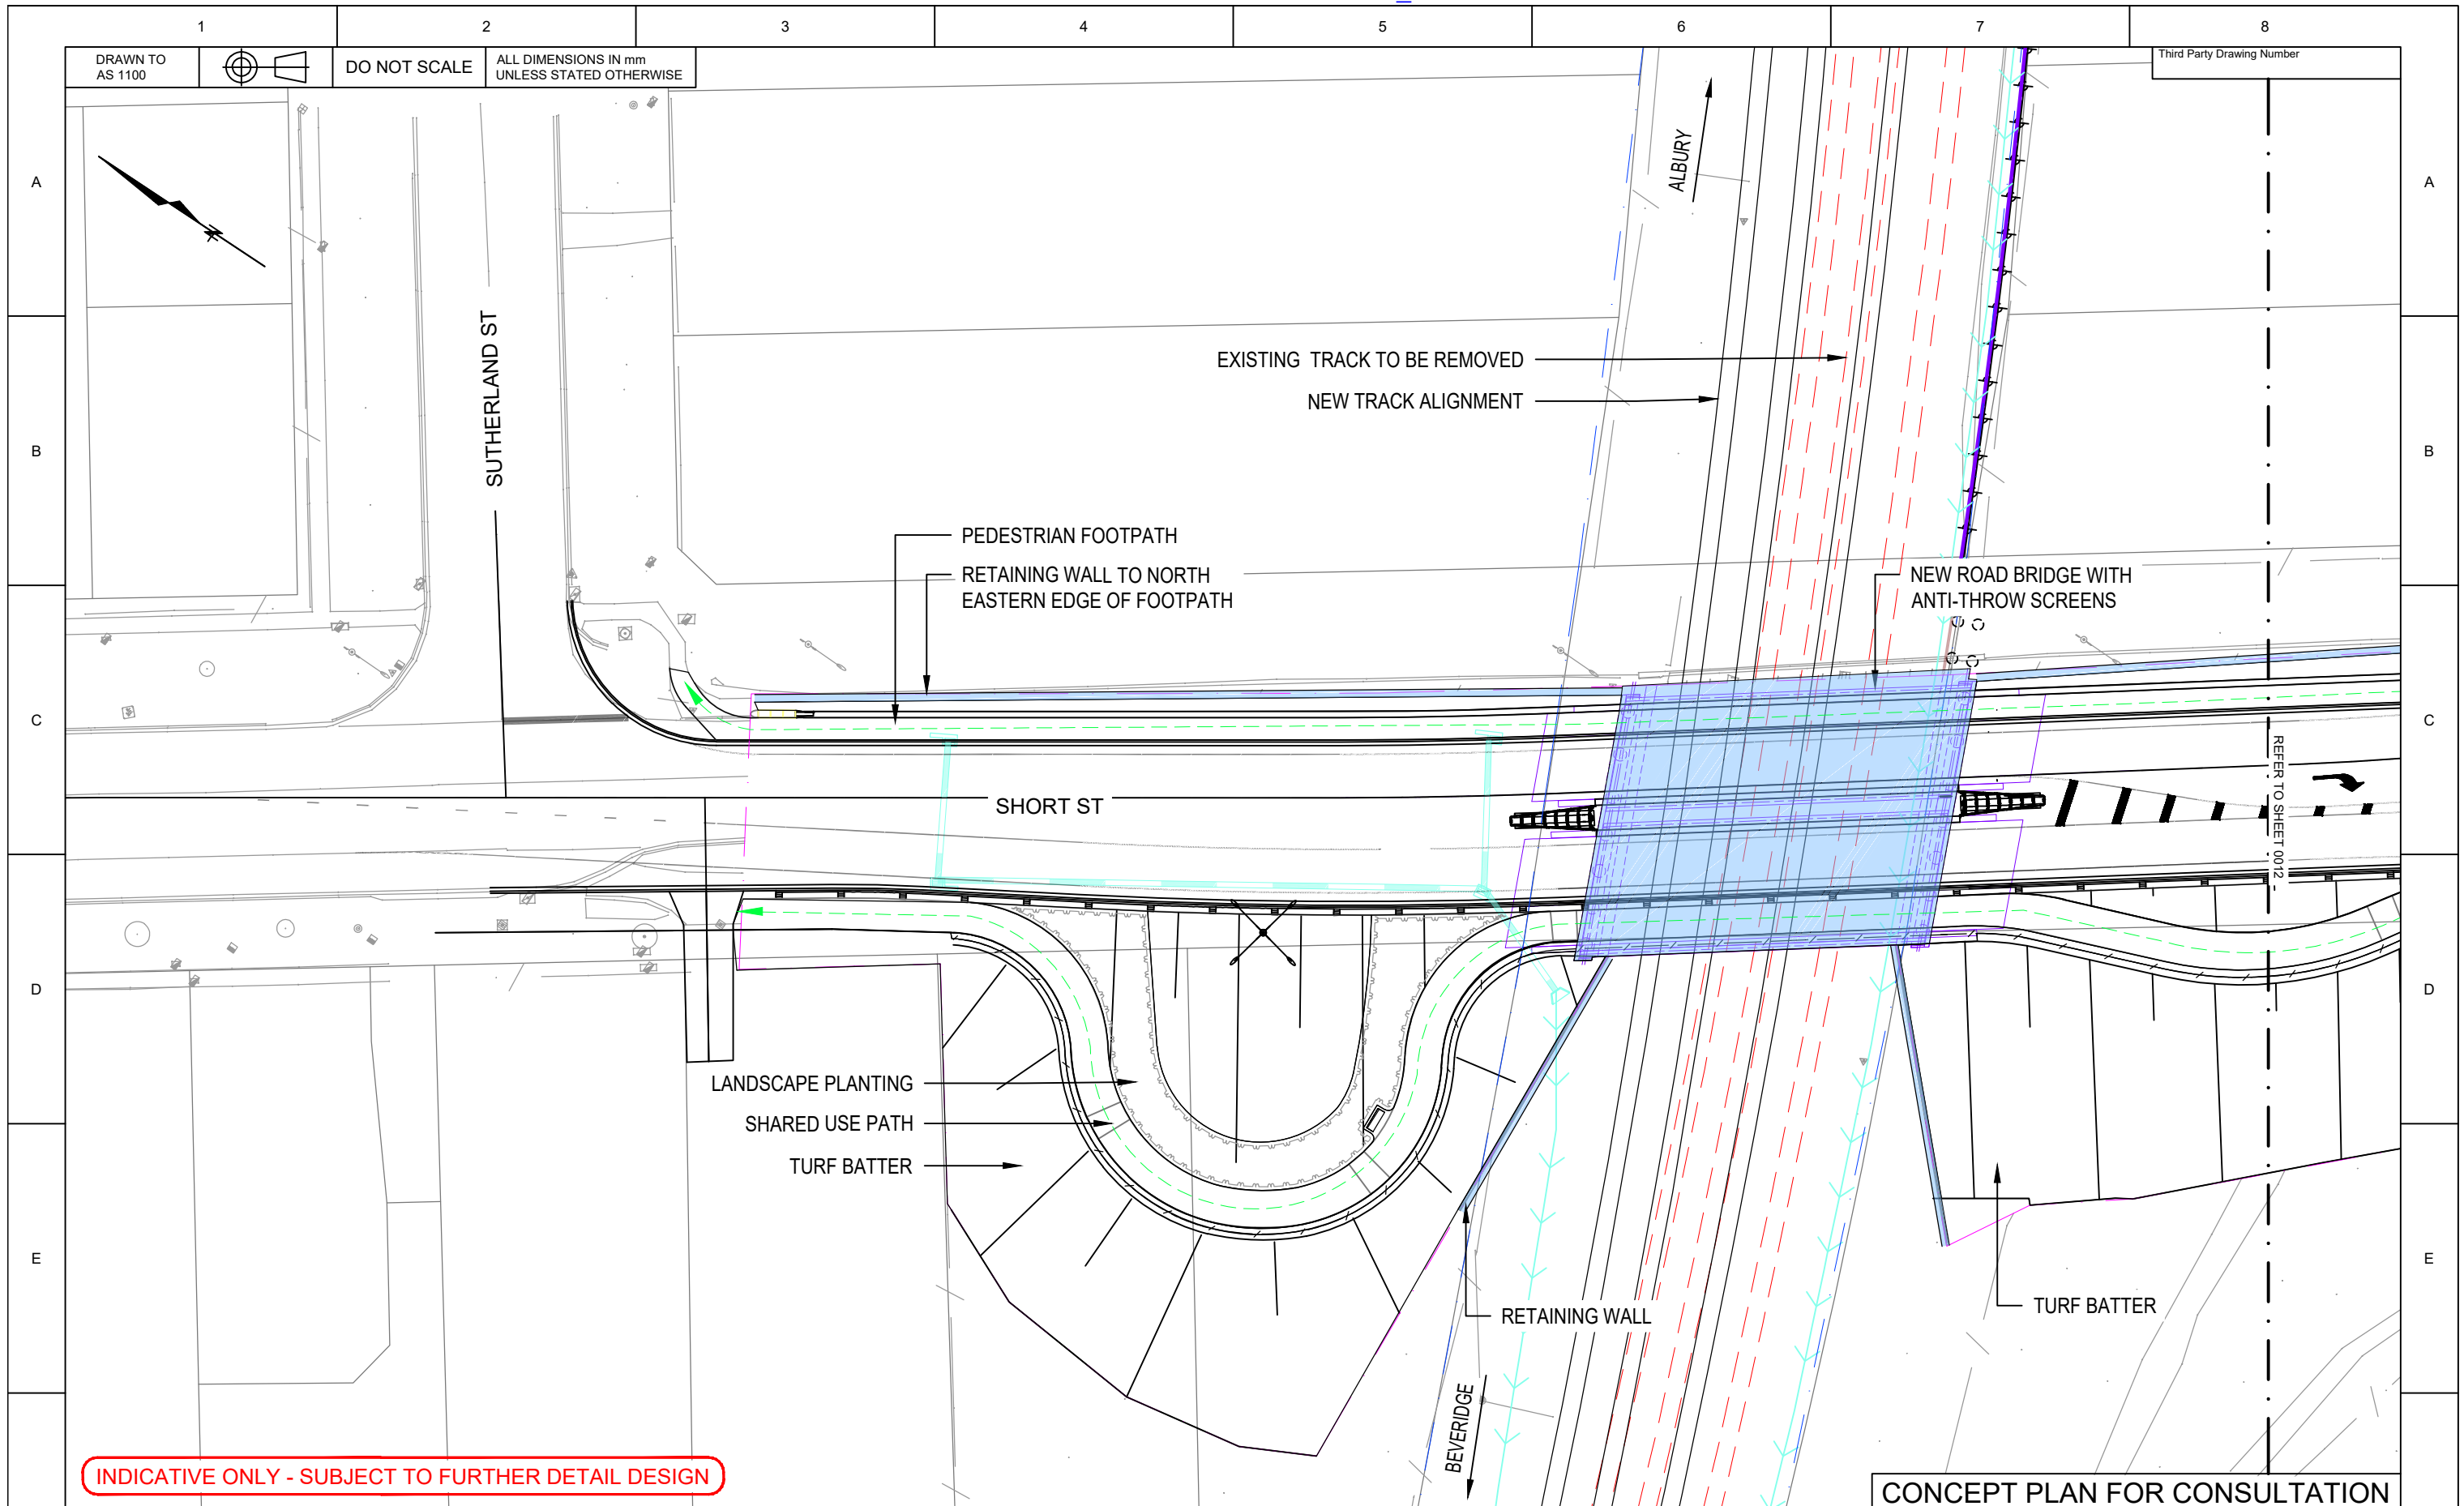 1 2 3 4 5 6 7 8
DRAWN TO
AS 1100
DO NOT SCALE
ALL DIMENSIONS IN mm
UNLESS STATED OTHERWISE
Third Party Drawing Number
A A
N
ALBURY
SUTHERLAND ST
EXISTING TRACK TO BE REMOVED
NEW TRACK ALIGNMENT
B B
PEDESTRIAN FOOTPATH
RETAINING WALL TO NORTH
EASTERN EDGE OF FOOTPATH
NEW ROAD BRIDGE WITH
ANTI-THROW SCREENS
C C
SHORT ST
REFER TO SHEET 0012
D D
LANDSCAPE PLANTING
SHARED USE PATH
TURF BATTER
E E
RETAINING WALL
TURF BATTER
BEVERIDGE
INDICATIVE ONLY - SUBJECT TO FURTHER DETAIL DESIGN
CONCEPT PLAN FOR CONSULTATION